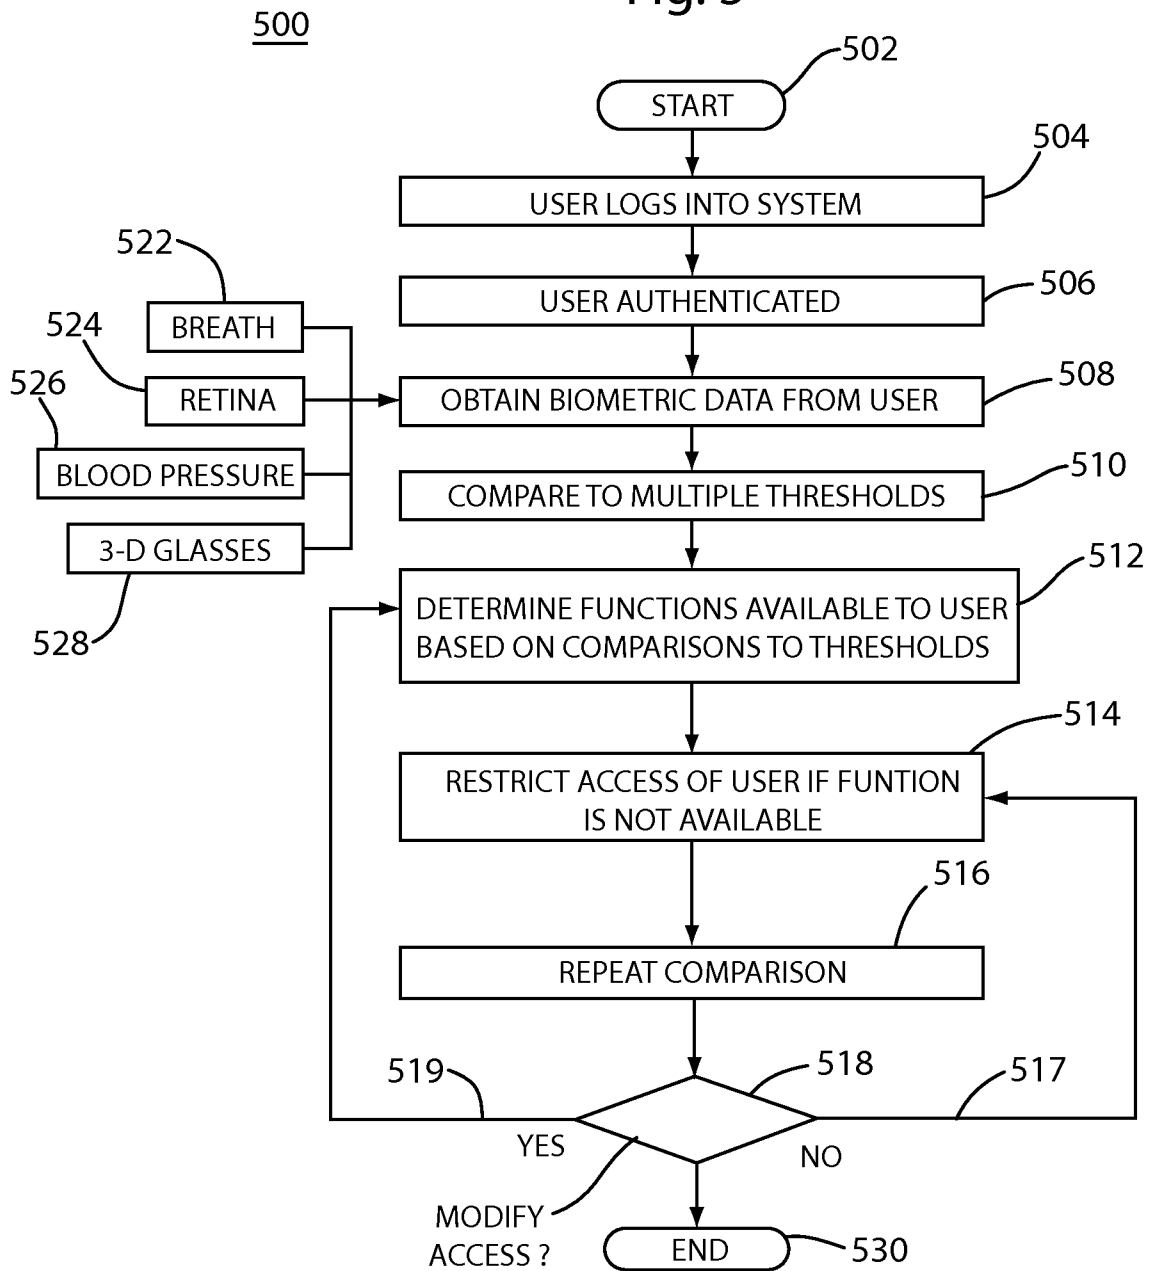 500
502
START
504
USER LOGS INTO SYSTEM
522
506
USER AUTHENTICATED
BREATH
524
508
526
RETINA
OBTAIN BIOMETRIC DATA FROM USER
510
BLOOD PRESSURE
COMPARE TO MULTIPLE THRESHOLDS
3-D GLASSES
512
528
DETERMINE FUNCTIONS AVAILABLE TO USER
BASED ON COMPARISONS TO THRESHOLDS
514
RESTRICT ACCESS OF USER IF FUNTION
IS NOT AVAILABLE
516
REPEAT COMPARISON
519
518
517
YES
NO
MODIFY
ACCESS ?
END
530